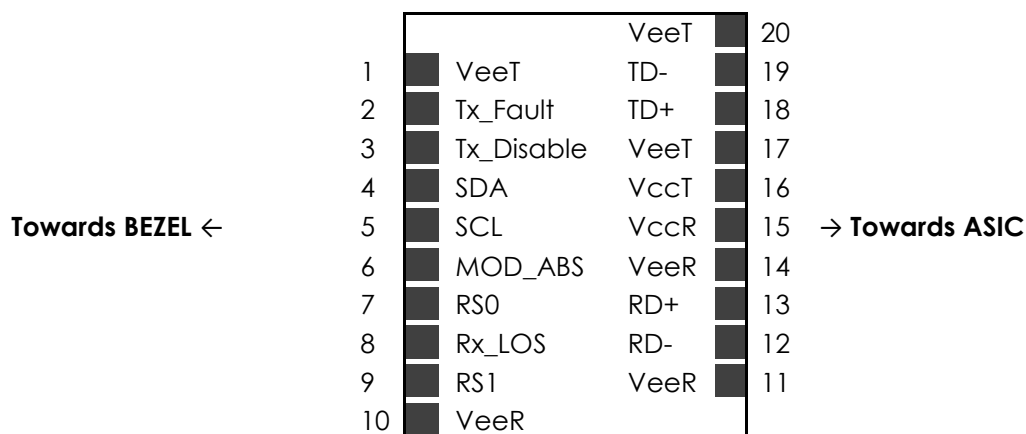 VeeT 20
1 VeeT TD- 19
2 Tx_Fault TD+ 18
3 Tx_Disable VeeT 17
4 SDA VccT 16
Towards BEZEL ← 5 SCL VccR 15 → Towards ASIC
6 MOD_ABS VeeR 14
7 RS0 RD+ 13
8 Rx_LOS RD- 12
9 RS1 VeeR 11
10 VeeR